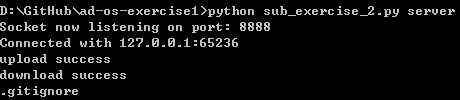 D:\GitHub\ad-os-exercise1>python sub_exercise_2.py server
Socket now listening on port: 8888
Connected with 127.0.0.1:65236
upload success
download success
.gitignore